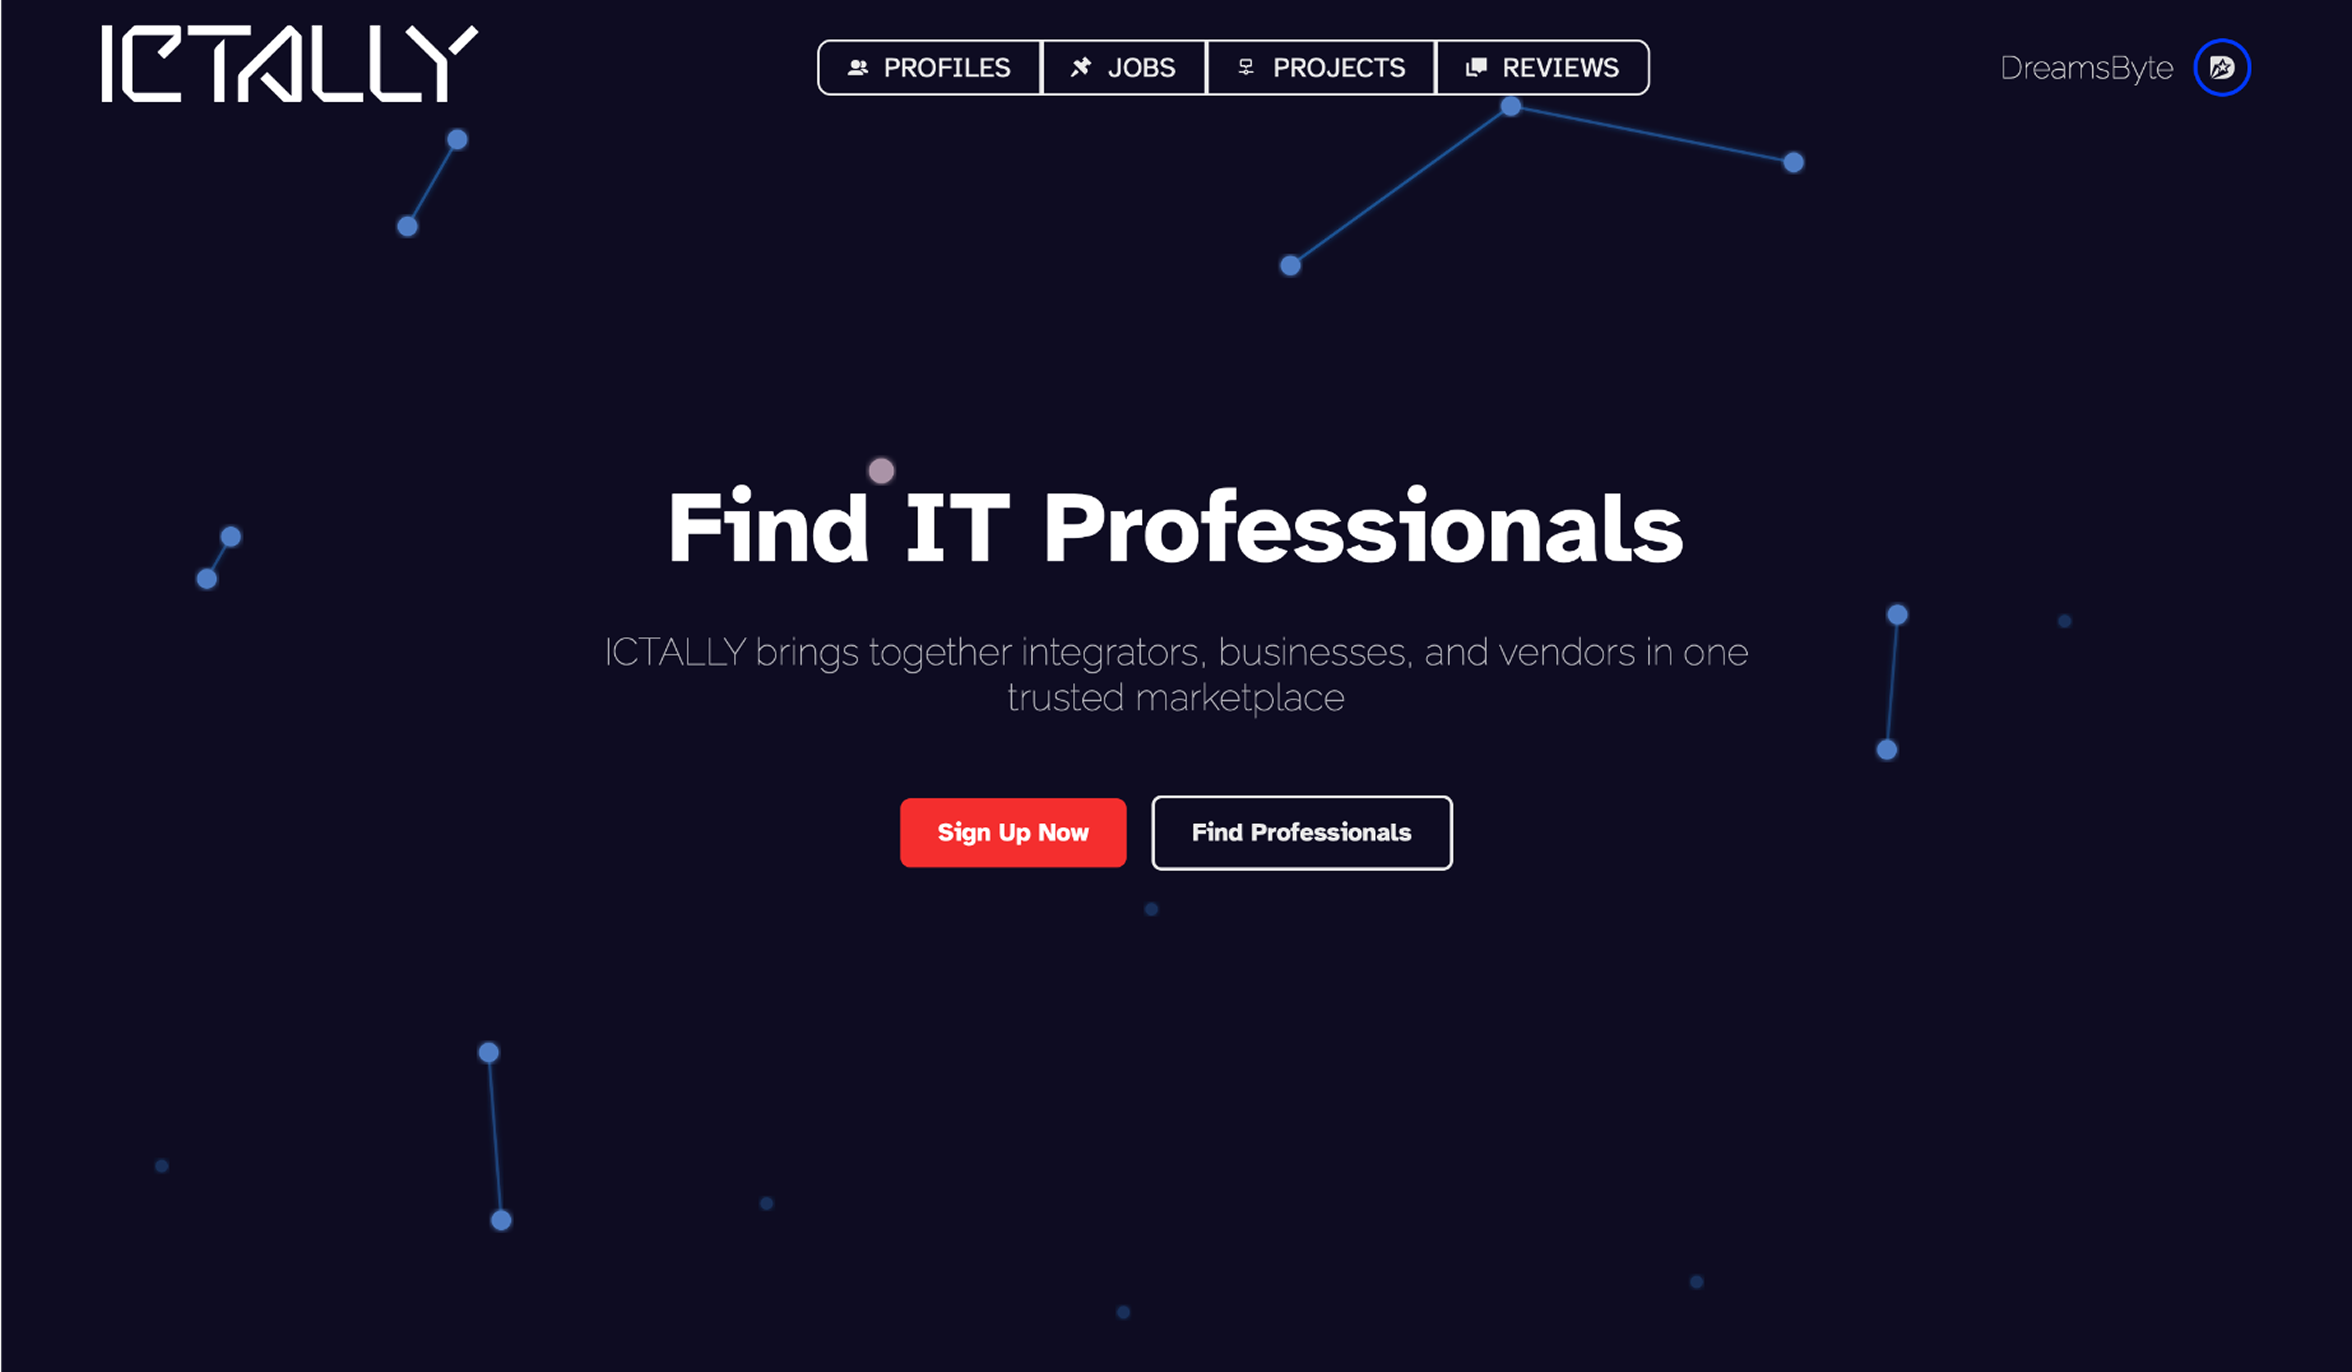 ICTALLY
PROFILES
JOBS
PROJECTS
REVIEWS
DreamsByte
Find IT Professionals
ICTALLY brings together integrators, businesses, and vendors in one
trusted marketplace
Sign Up Now
Find Professionals